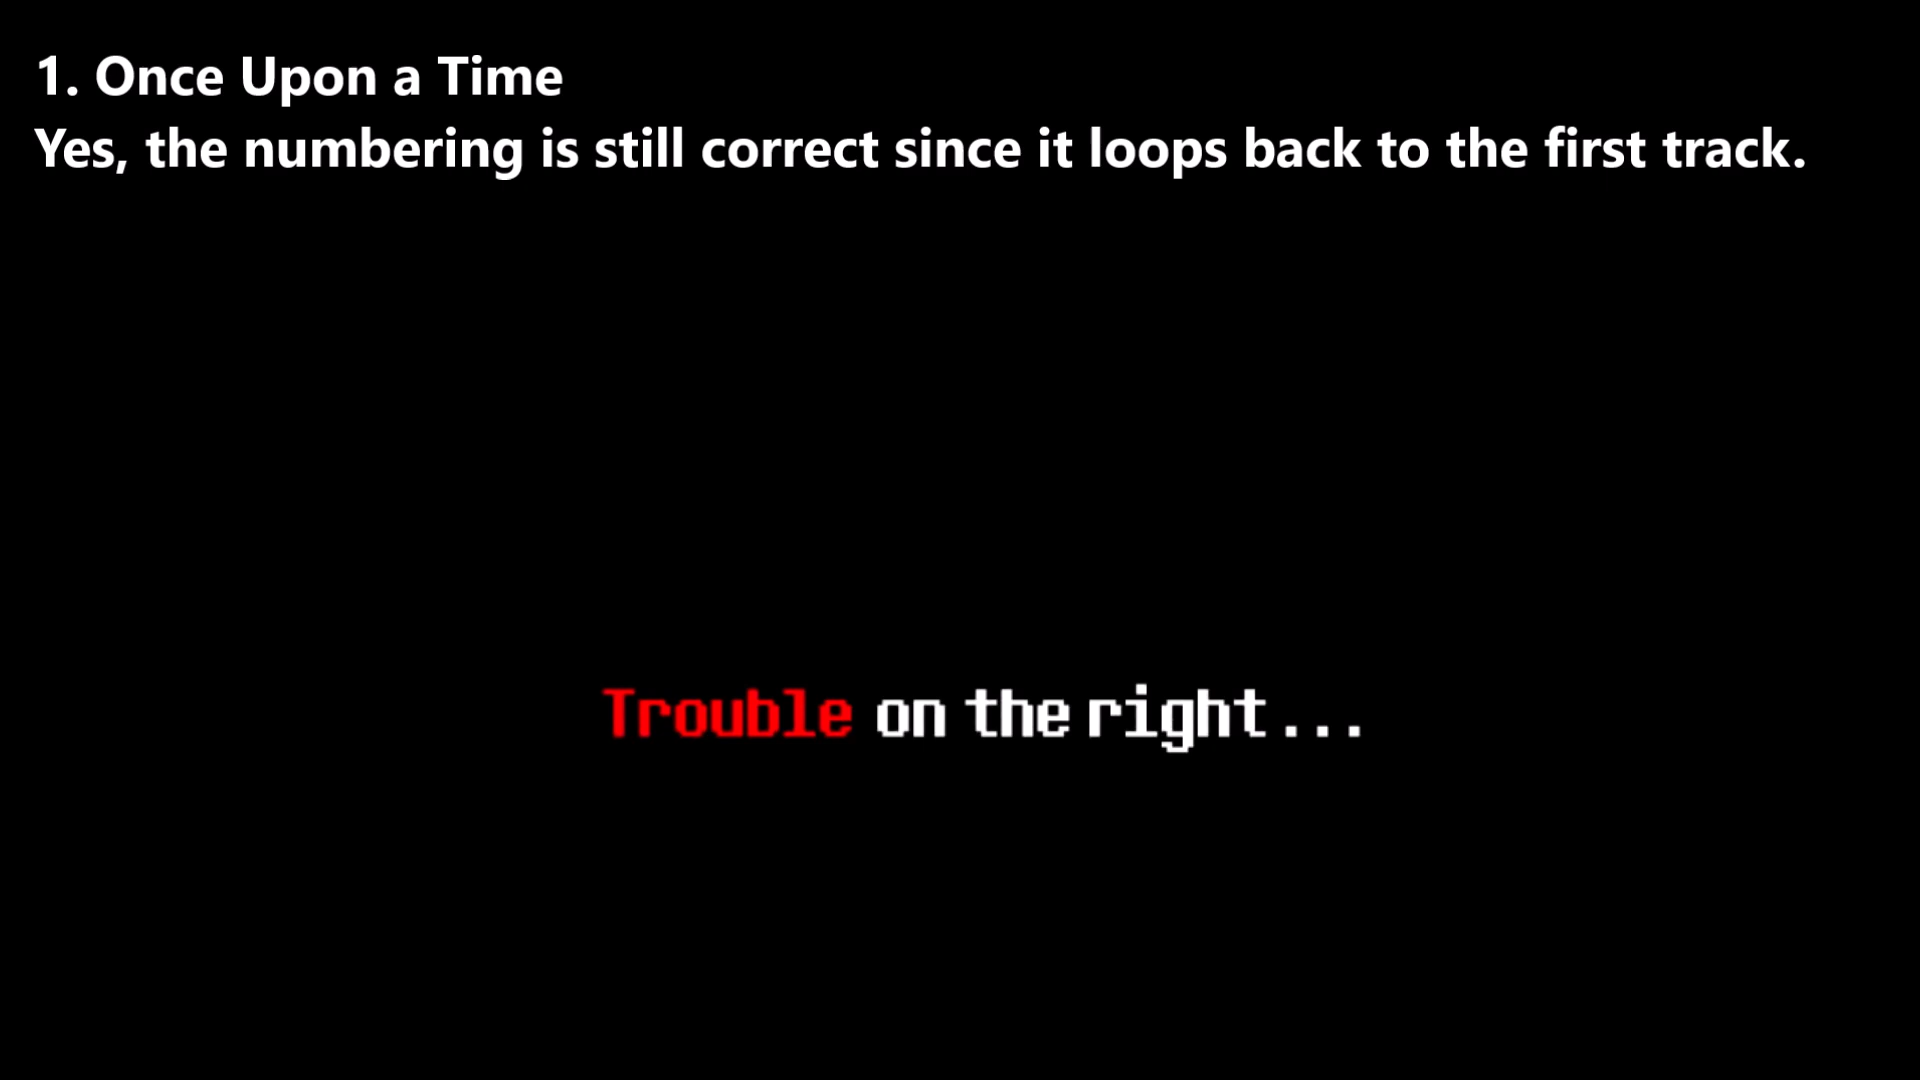 1. Once Upon a Time
Yes, the numbering is still correct since it loops back to the first track.
Trouble on the right...